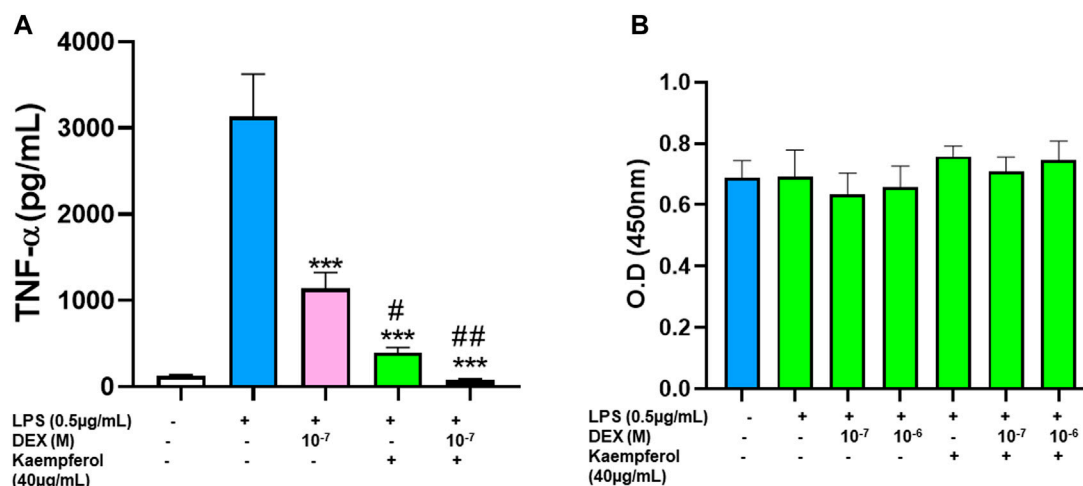 A
TNF-α (pg/mL)
4000
3000
2000
1000
0
***
#
***
##
***
LPS (0.5µg/mL) - + + + +
DEX (M) - - 10⁻⁷ - 10⁻⁷
Kaempferol - - - + +
(40µg/mL)
B
O.D (450nm)
1.0
0.8
0.6
0.4
0.2
0.0
LPS (0.5µg/mL) - + + + + + +
DEX (M) - - 10⁻⁷ 10⁻⁶ - 10⁻⁷ 10⁻⁶
Kaempferol - - - - + + +
(40µg/mL)